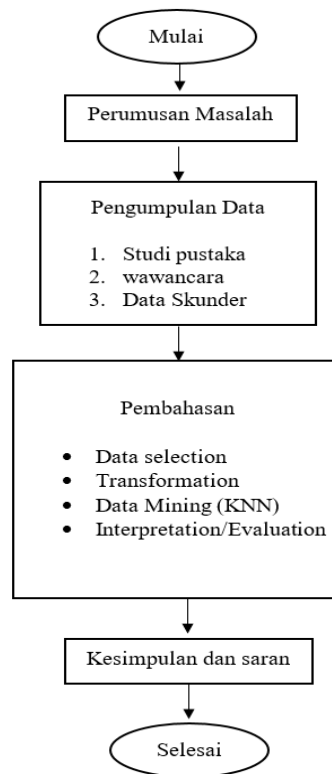 Mulai
Perumusan Masalah
Pengumpulan Data
1. Studi pustaka
2. wawancara
3. Data Skunder
Pembahasan
• Data selection
• Transformation
• Data Mining (KNN)
• Interpretation/Evaluation
Kesimpulan dan saran
Selesai